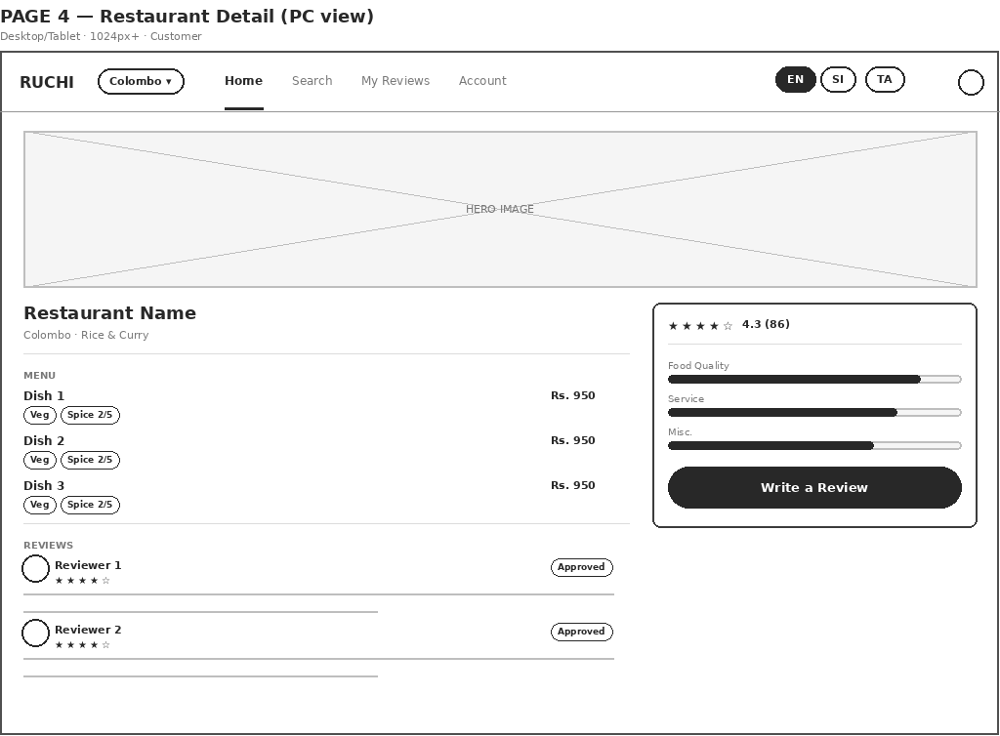 PAGE 4 — Restaurant Detail (PC view)
Desktop/Tablet · 1024px+ · Customer
RUCHI Colombo ▾ Home Search My Reviews Account EN SI TA
HERO IMAGE
Restaurant Name
Colombo · Rice & Curry
MENU
Dish 1 Rs. 950
Veg Spice 2/5
Dish 2 Rs. 950
Veg Spice 2/5
Dish 3 Rs. 950
Veg Spice 2/5
REVIEWS
Reviewer 1 Approved
★★★★☆
Reviewer 2 Approved
★★★★☆
★★★★☆ 4.3 (86)
Food Quality
Service
Misc.
Write a Review